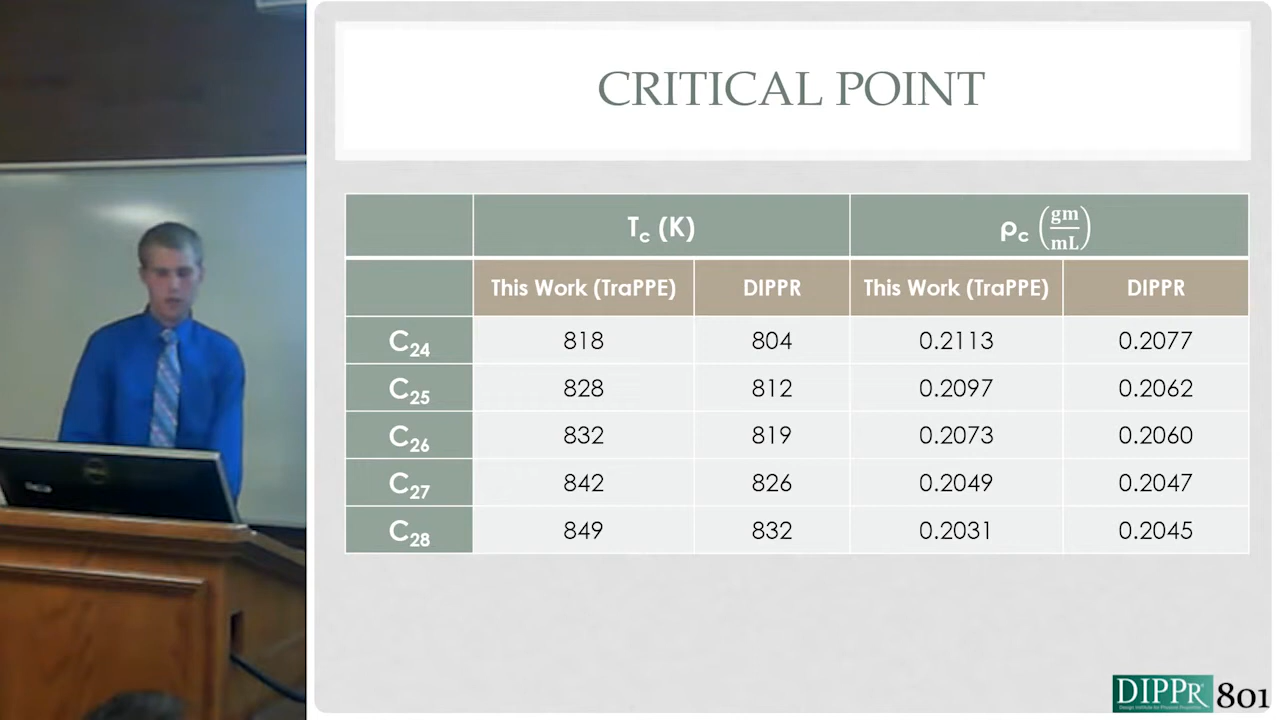 CRITICAL POINT
Tc (K) ρc (gm/mL)
This Work (TraPPE) DIPPR This Work (TraPPE) DIPPR
C24 818 804 0.2113 0.2077
C25 828 812 0.2097 0.2062
C26 832 819 0.2073 0.2060
C27 842 826 0.2049 0.2047
C28 849 832 0.2031 0.2045
DIPPR 801